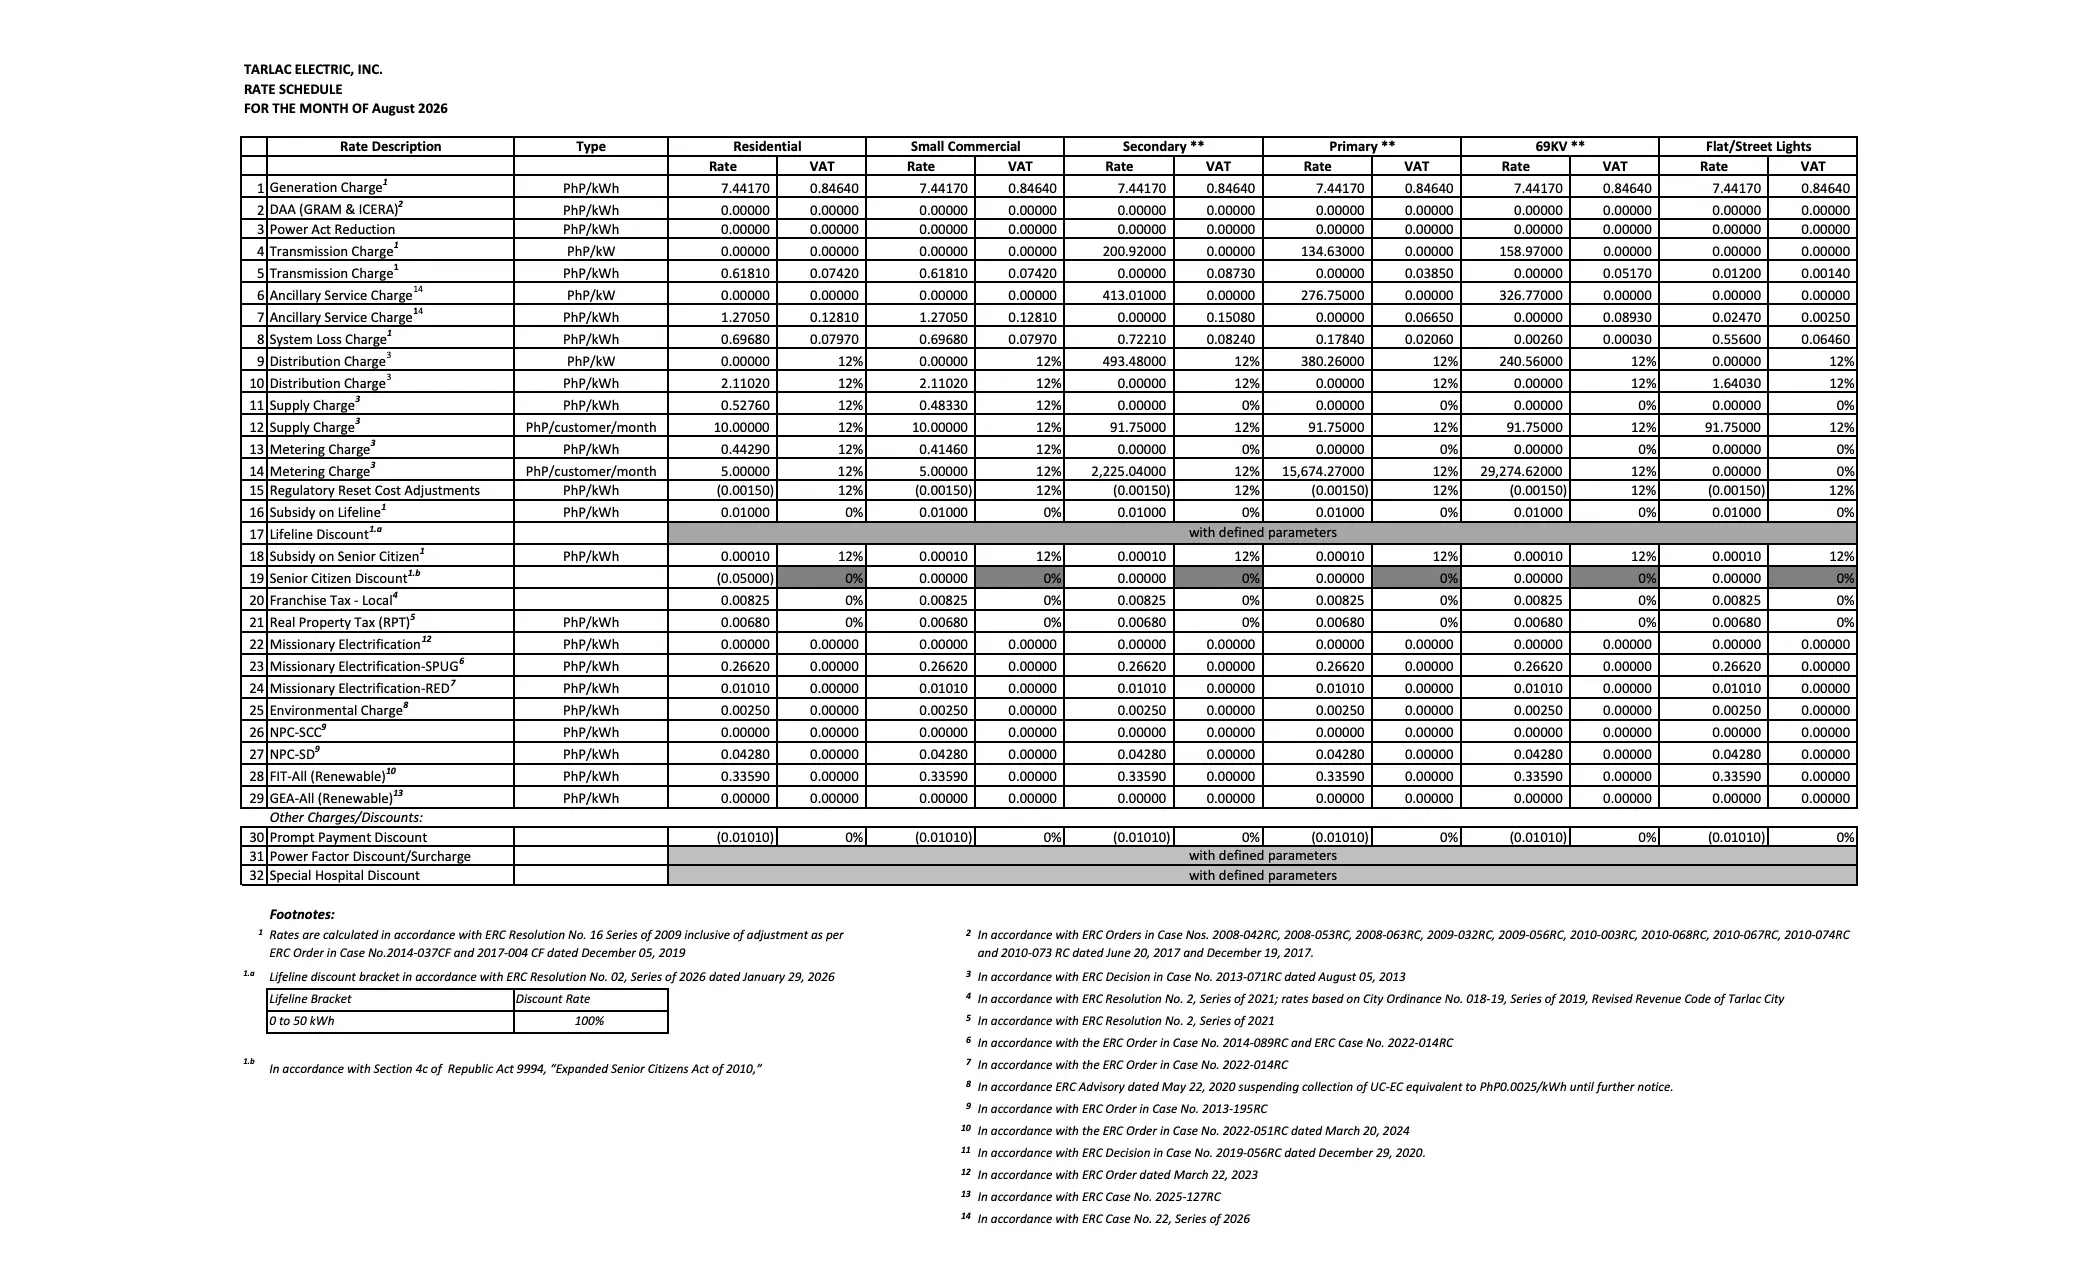 TARLAC ELECTRIC, INC.
RATE SCHEDULE
FOR THE MONTH OF August 2026
Rate Description Type Residential Small Commercial Secondary ** Primary ** 69KV ** Flat/Street Lights
Rate VAT Rate VAT Rate VAT Rate VAT Rate VAT Rate VAT
1 Generation Charge1 PhP/kWh 7.44170 0.84640 7.44170 0.84640 7.44170 0.84640 7.44170 0.84640 7.44170 0.84640 7.44170 0.84640
2 DAA (GRAM & ICERA)2 PhP/kWh 0.00000 0.00000 0.00000 0.00000 0.00000 0.00000 0.00000 0.00000 0.00000 0.00000 0.00000 0.00000
3 Power Act Reduction PhP/kWh 0.00000 0.00000 0.00000 0.00000 0.00000 0.00000 0.00000 0.00000 0.00000 0.00000 0.00000 0.00000
4 Transmission Charge1 PhP/kW 0.00000 0.00000 0.00000 0.00000 200.92000 0.00000 134.63000 0.00000 158.97000 0.00000 0.00000 0.00000
5 Transmission Charge1 PhP/kWh 0.61810 0.07420 0.61810 0.07420 0.00000 0.08730 0.00000 0.03850 0.00000 0.05170 0.01200 0.00140
6 Ancillary Service Charge14 PhP/kW 0.00000 0.00000 0.00000 0.00000 413.01000 0.00000 276.75000 0.00000 326.77000 0.00000 0.00000 0.00000
7 Ancillary Service Charge14 PhP/kWh 1.27050 0.12810 1.27050 0.12810 0.00000 0.15080 0.00000 0.06650 0.00000 0.08930 0.02470 0.00250
8 System Loss Charge1 PhP/kWh 0.69680 0.07970 0.69680 0.07970 0.72210 0.08240 0.17840 0.02060 0.00260 0.00030 0.55600 0.06460
9 Distribution Charge3 PhP/kW 0.00000 12% 0.00000 12% 493.48000 12% 380.26000 12% 240.56000 12% 0.00000 12%
10 Distribution Charge3 PhP/kWh 2.11020 12% 2.11020 12% 0.00000 12% 0.00000 12% 0.00000 12% 1.64030 12%
11 Supply Charge3 PhP/kWh 0.52760 12% 0.48330 12% 0.00000 0% 0.00000 0% 0.00000 0% 0.00000 0%
12 Supply Charge3 PhP/customer/month 10.00000 12% 10.00000 12% 91.75000 12% 91.75000 12% 91.75000 12% 91.75000 12%
13 Metering Charge3 PhP/kWh 0.44290 12% 0.41460 12% 0.00000 0% 0.00000 0% 0.00000 0% 0.00000 0%
14 Metering Charge3 PhP/customer/month 5.00000 12% 5.00000 12% 2,225.04000 12% 15,674.27000 12% 29,274.62000 12% 0.00000 0%
15 Regulatory Reset Cost Adjustments PhP/kWh (0.00150) 12% (0.00150) 12% (0.00150) 12% (0.00150) 12% (0.00150) 12% (0.00150) 12%
16 Subsidy on Lifeline1 PhP/kWh 0.01000 0% 0.01000 0% 0.01000 0% 0.01000 0% 0.01000 0% 0.01000 0%
17 Lifeline Discount1.a with defined parameters
18 Subsidy on Senior Citizen1 PhP/kWh 0.00010 12% 0.00010 12% 0.00010 12% 0.00010 12% 0.00010 12% 0.00010 12%
19 Senior Citizen Discount1.b (0.05000) 0% 0.00000 0% 0.00000 0% 0.00000 0% 0.00000 0% 0.00000 0%
20 Franchise Tax - Local4 0.00825 0% 0.00825 0% 0.00825 0% 0.00825 0% 0.00825 0% 0.00825 0%
21 Real Property Tax (RPT)5 PhP/kWh 0.00680 0% 0.00680 0% 0.00680 0% 0.00680 0% 0.00680 0% 0.00680 0%
22 Missionary Electrification12 PhP/kWh 0.00000 0.00000 0.00000 0.00000 0.00000 0.00000 0.00000 0.00000 0.00000 0.00000 0.00000 0.00000
23 Missionary Electrification-SPUG6 PhP/kWh 0.26620 0.00000 0.26620 0.00000 0.26620 0.00000 0.26620 0.00000 0.26620 0.00000 0.26620 0.00000
24 Missionary Electrification-RED7 PhP/kWh 0.01010 0.00000 0.01010 0.00000 0.01010 0.00000 0.01010 0.00000 0.01010 0.00000 0.01010 0.00000
25 Environmental Charge8 PhP/kWh 0.00250 0.00000 0.00250 0.00000 0.00250 0.00000 0.00250 0.00000 0.00250 0.00000 0.00250 0.00000
26 NPC-SCC9 PhP/kWh 0.00000 0.00000 0.00000 0.00000 0.00000 0.00000 0.00000 0.00000 0.00000 0.00000 0.00000 0.00000
27 NPC-SD9 PhP/kWh 0.04280 0.00000 0.04280 0.00000 0.04280 0.00000 0.04280 0.00000 0.04280 0.00000 0.04280 0.00000
28 FIT-All (Renewable)10 PhP/kWh 0.33590 0.00000 0.33590 0.00000 0.33590 0.00000 0.33590 0.00000 0.33590 0.00000 0.33590 0.00000
29 GEA-All (Renewable)13 PhP/kWh 0.00000 0.00000 0.00000 0.00000 0.00000 0.00000 0.00000 0.00000 0.00000 0.00000 0.00000 0.00000
Other Charges/Discounts:
30 Prompt Payment Discount (0.01010) 0% (0.01010) 0% (0.01010) 0% (0.01010) 0% (0.01010) 0% (0.01010) 0%
31 Power Factor Discount/Surcharge with defined parameters
32 Special Hospital Discount with defined parameters
Footnotes:
1 Rates are calculated in accordance with ERC Resolution No. 16 Series of 2009 inclusive of adjustment as per
ERC Order in Case No.2014-037CF and 2017-004 CF dated December 05, 2019
1.a Lifeline discount bracket in accordance with ERC Resolution No. 02, Series of 2026 dated January 29, 2026
Lifeline Bracket Discount Rate
0 to 50 kWh 100%
1.b In accordance with Section 4c of Republic Act 9994, "Expanded Senior Citizens Act of 2010,"
2 In accordance with ERC Orders in Case Nos. 2008-042RC, 2008-053RC, 2008-063RC, 2009-032RC, 2009-056RC, 2010-003RC, 2010-068RC, 2010-067RC, 2010-074RC
and 2010-073 RC dated June 20, 2017 and December 19, 2017.
3 In accordance with ERC Decision in Case No. 2013-071RC dated August 05, 2013
4 In accordance with ERC Resolution No. 2, Series of 2021; rates based on City Ordinance No. 018-19, Series of 2019, Revised Revenue Code of Tarlac City
5 In accordance with ERC Resolution No. 2, Series of 2021
6 In accordance with the ERC Order in Case No. 2014-089RC and ERC Case No. 2022-014RC
7 In accordance with the ERC Order in Case No. 2022-014RC
8 In accordance ERC Advisory dated May 22, 2020 suspending collection of UC-EC equivalent to PhP0.0025/kWh until further notice.
9 In accordance with ERC Order in Case No. 2013-195RC
10 In accordance with the ERC Order in Case No. 2022-051RC dated March 20, 2024
11 In accordance with ERC Decision in Case No. 2019-056RC dated December 29, 2020.
12 In accordance with ERC Order dated March 22, 2023
13 In accordance with ERC Case No. 2025-127RC
14 In accordance with ERC Case No. 22, Series of 2026